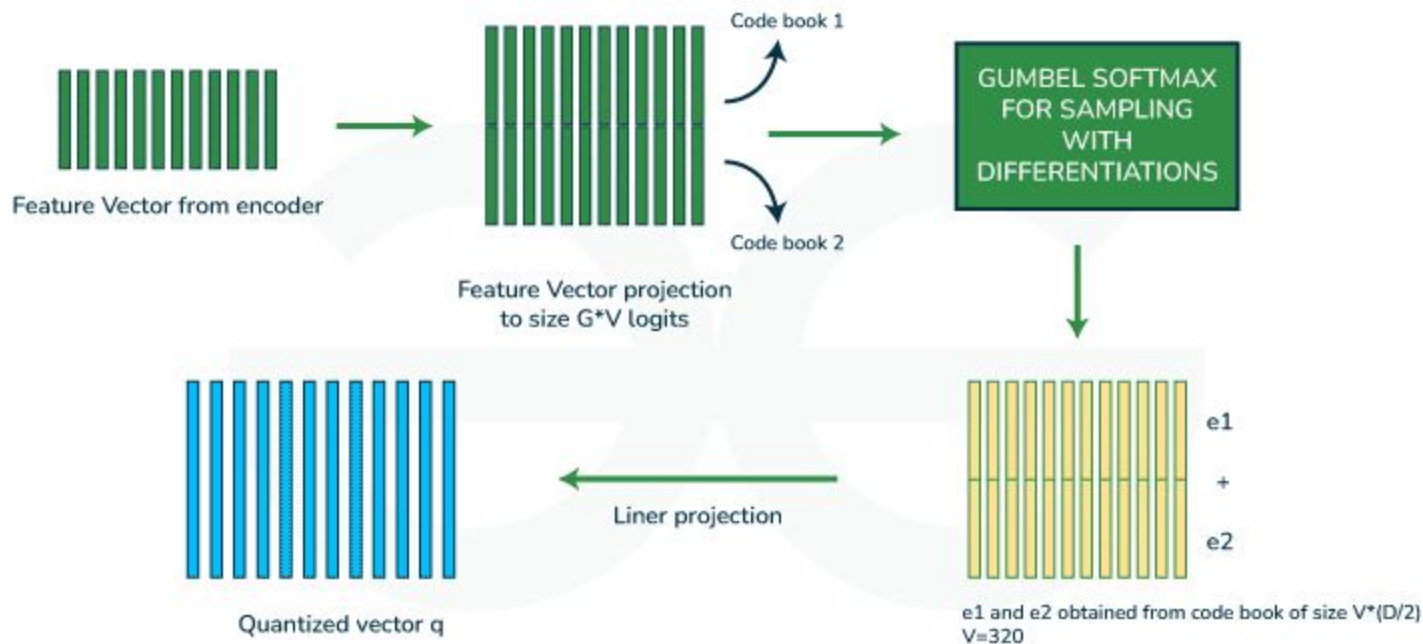 Code book 1
GUMBEL SOFTMAX
FOR SAMPLING
WITH
DIFFERENTIATIONS
Feature Vector from encoder
Code book 2
Feature Vector projection
to size G*V logits
e1
+
e2
Liner projection
Quantized vector q
e1 and e2 obtained from code book of size V*(D/2)
V=320